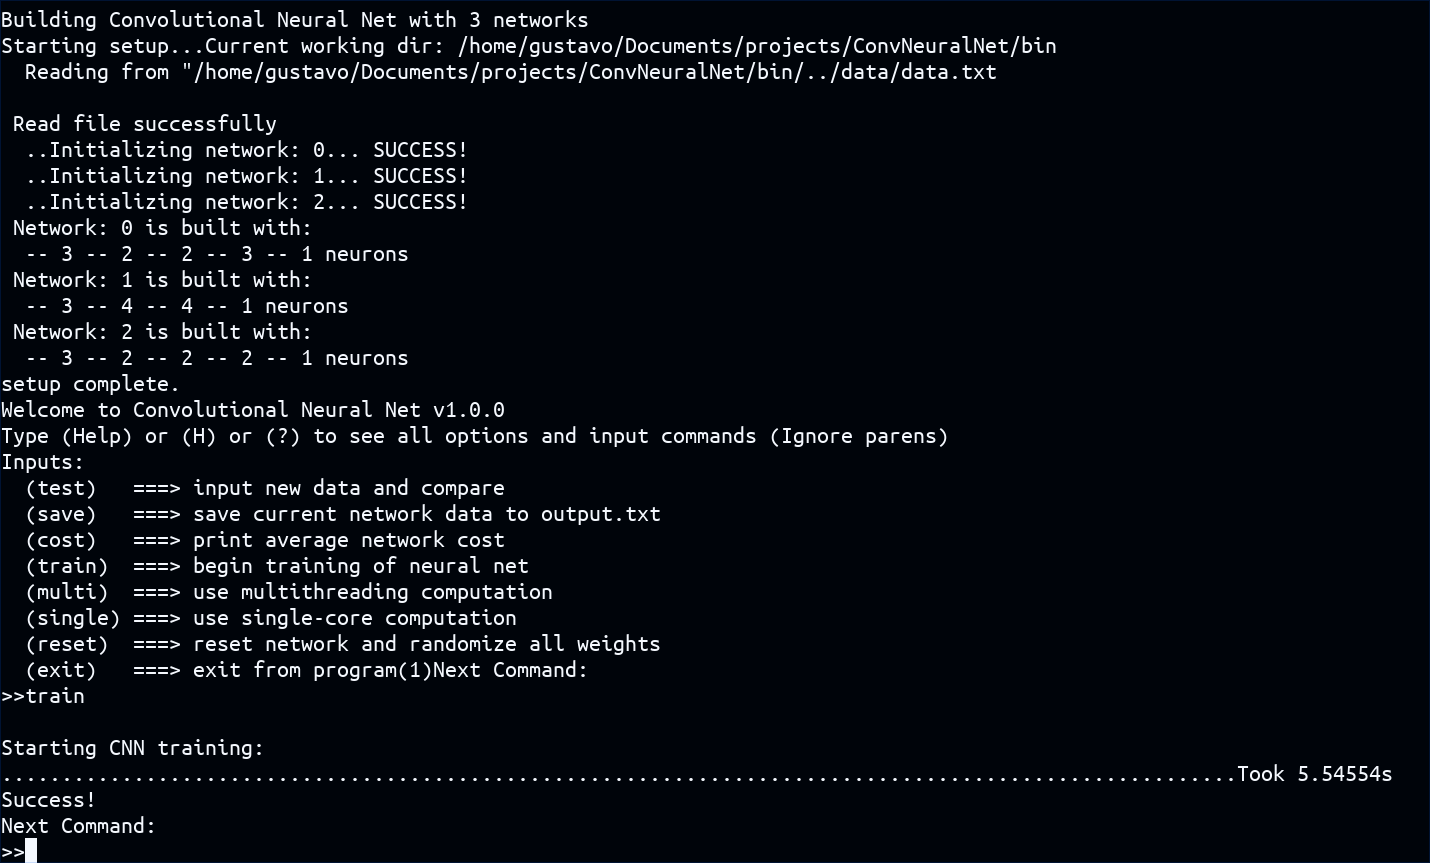 Building Convolutional Neural Net with 3 networks
Starting setup...Current working dir: /home/gustavo/Documents/projects/ConvNeuralNet/bin
  Reading from "/home/gustavo/Documents/projects/ConvNeuralNet/bin/../data/data.txt

 Read file successfully
  ..Initializing network: 0... SUCCESS!
  ..Initializing network: 1... SUCCESS!
  ..Initializing network: 2... SUCCESS!
 Network: 0 is built with:
  -- 3 -- 2 -- 2 -- 3 -- 1 neurons
 Network: 1 is built with:
  -- 3 -- 4 -- 4 -- 1 neurons
 Network: 2 is built with:
  -- 3 -- 2 -- 2 -- 2 -- 1 neurons
setup complete.
Welcome to Convolutional Neural Net v1.0.0
Type (Help) or (H) or (?) to see all options and input commands (Ignore parens)
Inputs:
  (test)   ===> input new data and compare
  (save)   ===> save current network data to output.txt
  (cost)   ===> print average network cost
  (train)  ===> begin training of neural net
  (multi)  ===> use multithreading computation
  (single) ===> use single-core computation
  (reset)  ===> reset network and randomize all weights
  (exit)   ===> exit from program(1)Next Command:
>>train

Starting CNN training:
.......................................................................................................Took 5.54554s
Success!
Next Command:
>>